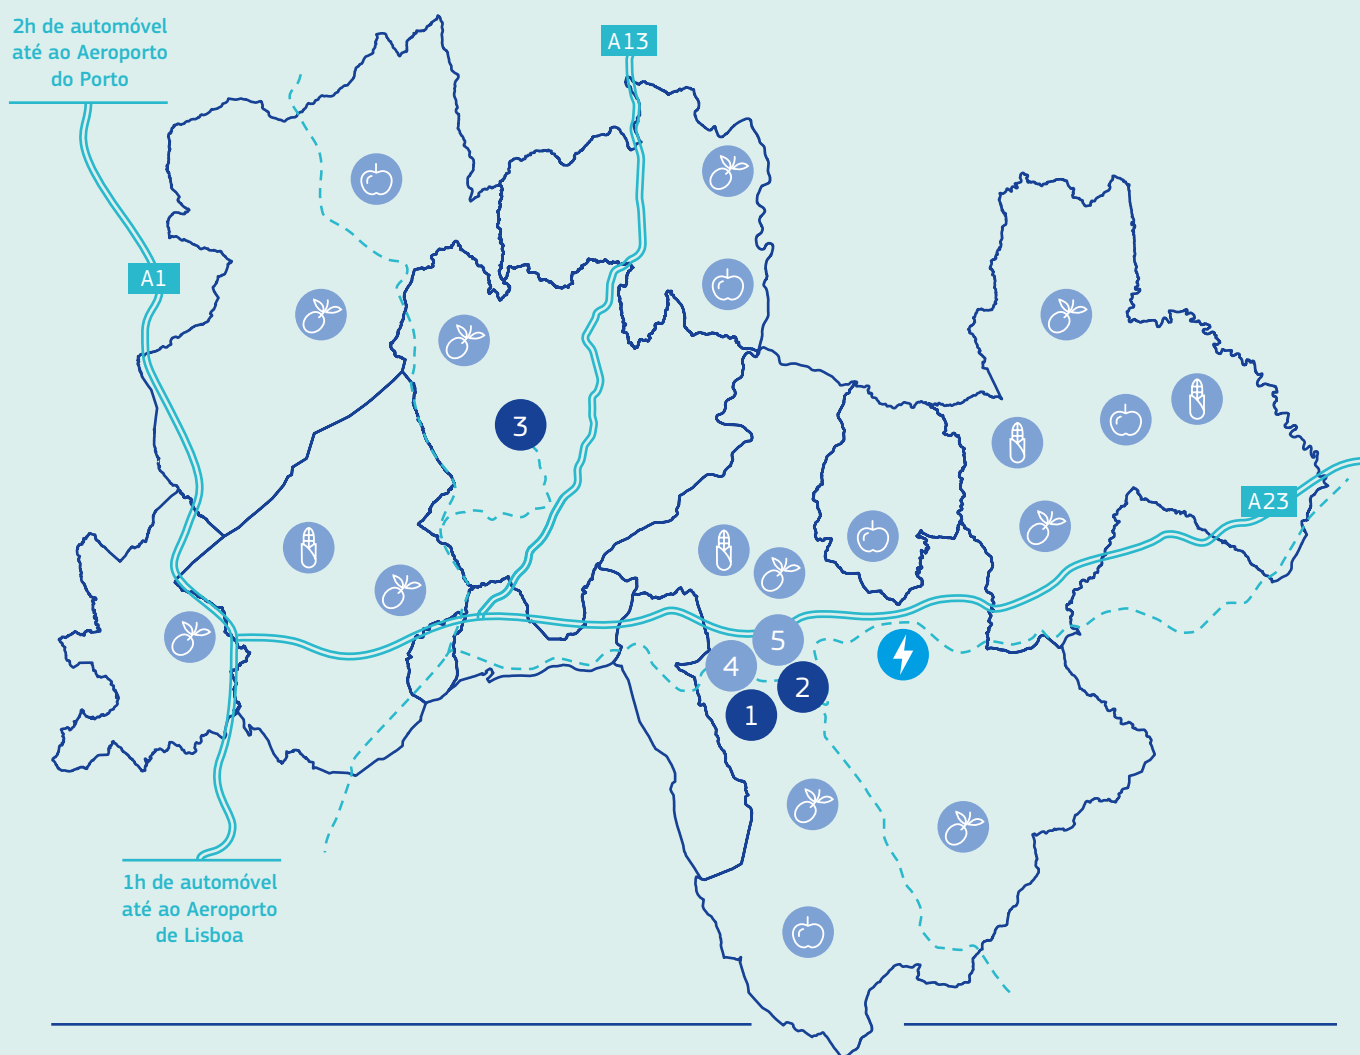 2h de automóvel
até ao Aeroporto
do Porto
A13
A1
3
A23
5
4
2
1
1h de automóvel
até ao Aeroporto
de Lisboa